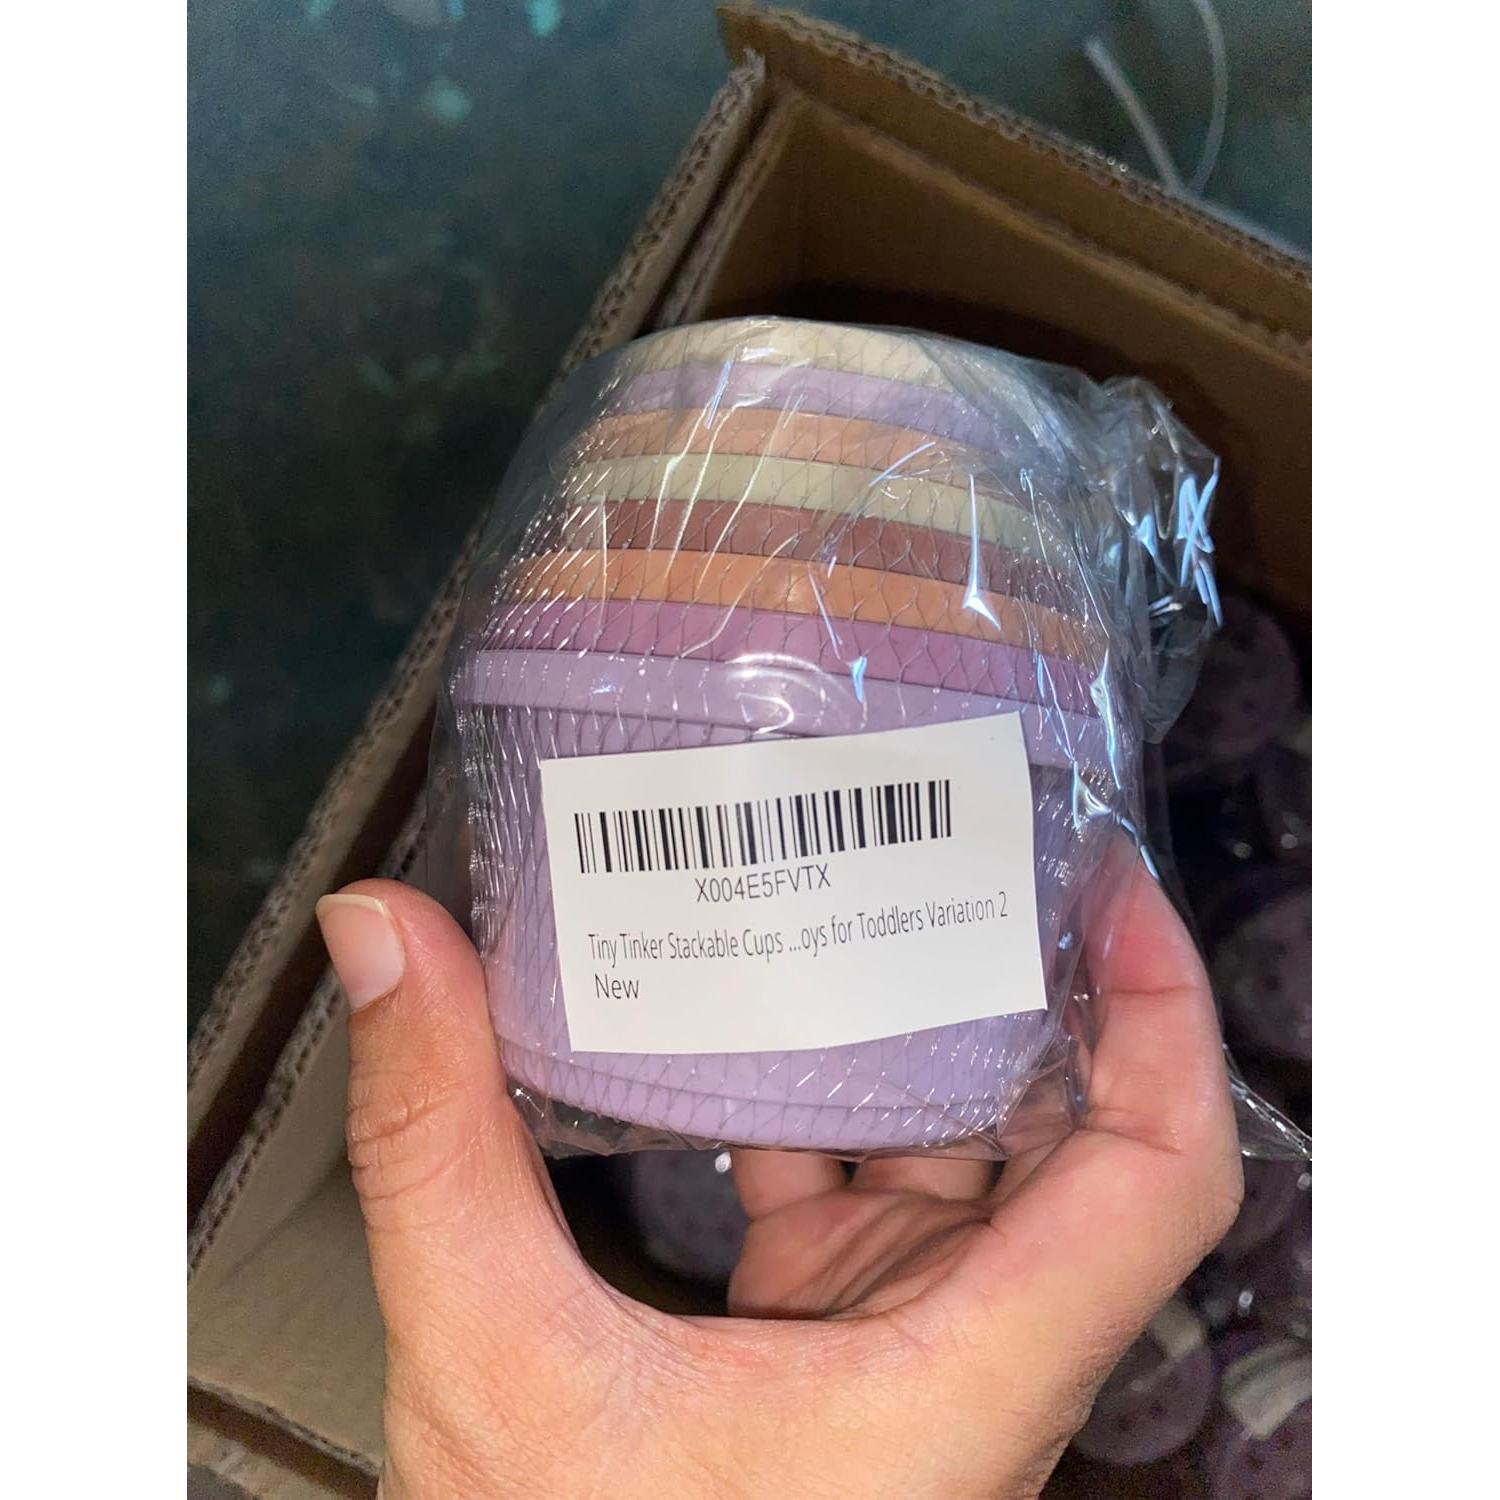 X004E5FVTX
Tiny Tinker Stackable Cups ...oys for Toddlers Variation 2
New